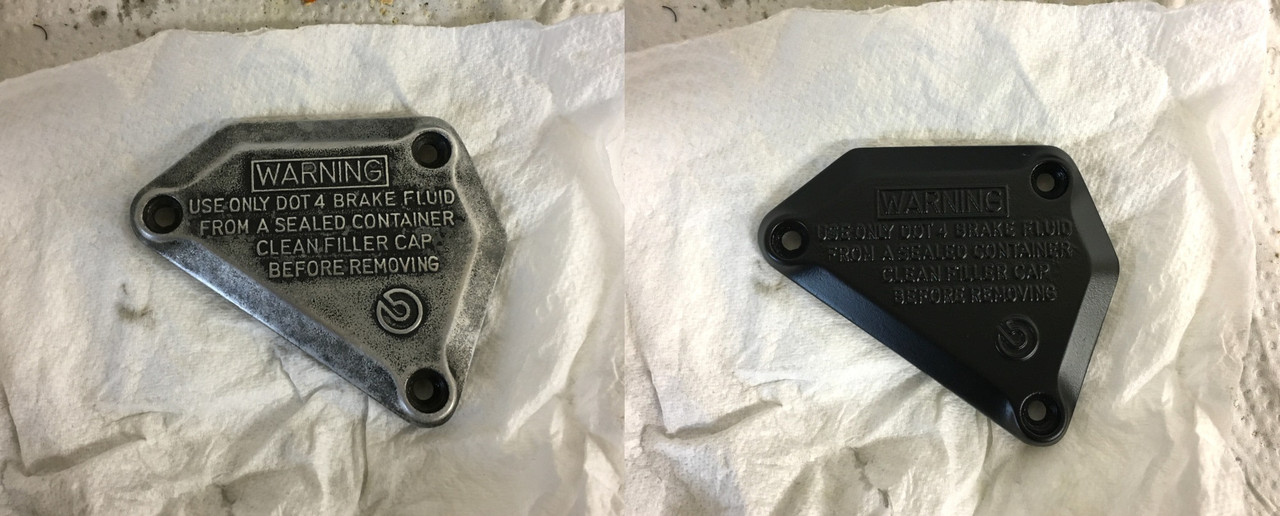 WARNING
USE ONLY DOT 4 BRAKE FLUID
FROM A SEALED CONTAINER
CLEAN FILLER CAP
BEFORE REMOVING
WARNING
USE ONLY DOT 4 BRAKE FLUID
FROM A SEALED CONTAINER
CLEAN FILLER CAP
BEFORE REMOVING